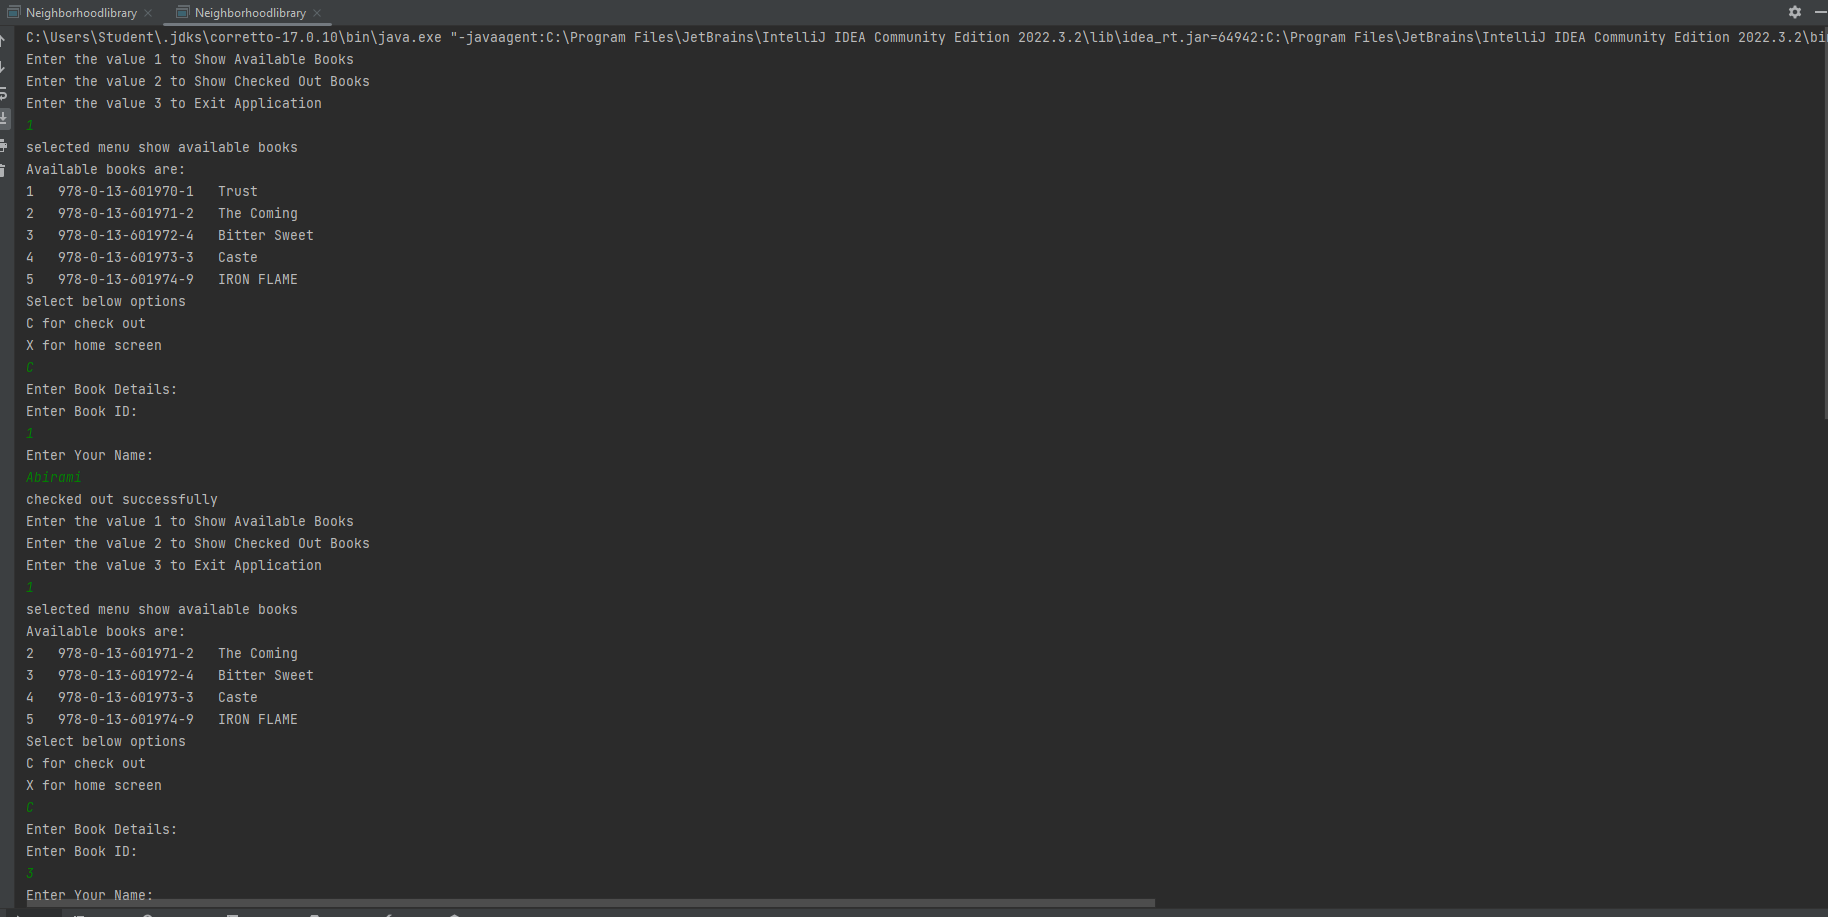 Neighborhoodlibrary Neighborhoodlibrary
C:\Users\Student\.jdks\corretto-17.0.10\bin\java.exe "-javaagent:C:\Program Files\JetBrains\IntelliJ IDEA Community Edition 2022.3.2\lib\idea_rt.jar=64942:C:\Program Files\JetBrains\IntelliJ IDEA Community Edition 2022.3.2\bi
Enter the value 1 to Show Available Books
Enter the value 2 to Show Checked Out Books
Enter the value 3 to Exit Application
1
selected menu show available books
Available books are:
1 978-0-13-601970-1 Trust
2 978-0-13-601971-2 The Coming
3 978-0-13-601972-4 Bitter Sweet
4 978-0-13-601973-3 Caste
5 978-0-13-601974-9 IRON FLAME
Select below options
C for check out
X for home screen
C
Enter Book Details:
Enter Book ID:
1
Enter Your Name:
Abirami
checked out successfully
Enter the value 1 to Show Available Books
Enter the value 2 to Show Checked Out Books
Enter the value 3 to Exit Application
1
selected menu show available books
Available books are:
2 978-0-13-601971-2 The Coming
3 978-0-13-601972-4 Bitter Sweet
4 978-0-13-601973-3 Caste
5 978-0-13-601974-9 IRON FLAME
Select below options
C for check out
X for home screen
C
Enter Book Details:
Enter Book ID:
3
Enter Your Name: